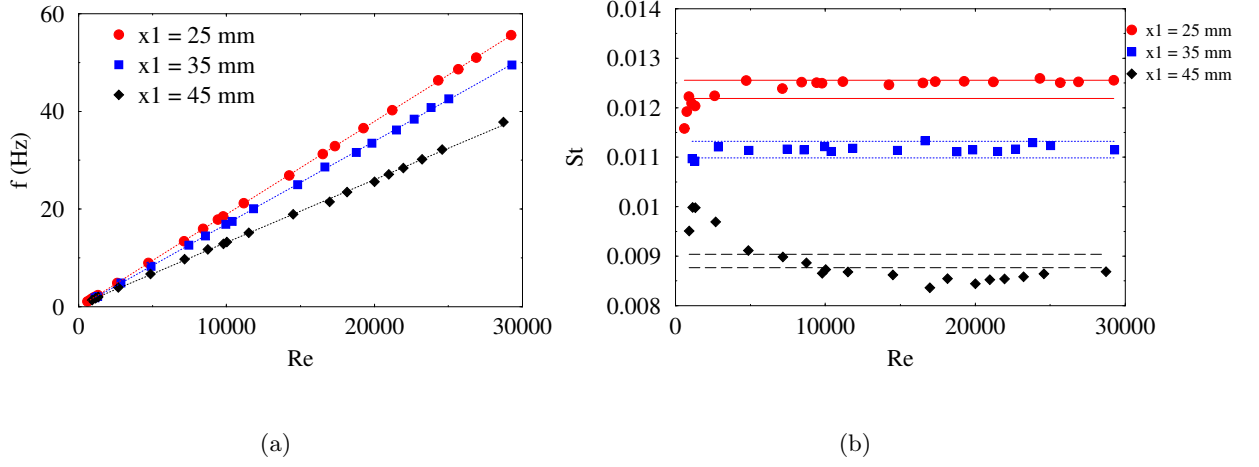 60
40
20
0
f (Hz)
0
10000
20000
30000
Re
x1 = 25 mm
x1 = 35 mm
x1 = 45 mm
(a)
0.014
0.013
0.012
0.011
0.01
0.009
0.008
St
0
10000
20000
30000
Re
x1 = 25 mm
x1 = 35 mm
x1 = 45 mm
(b)